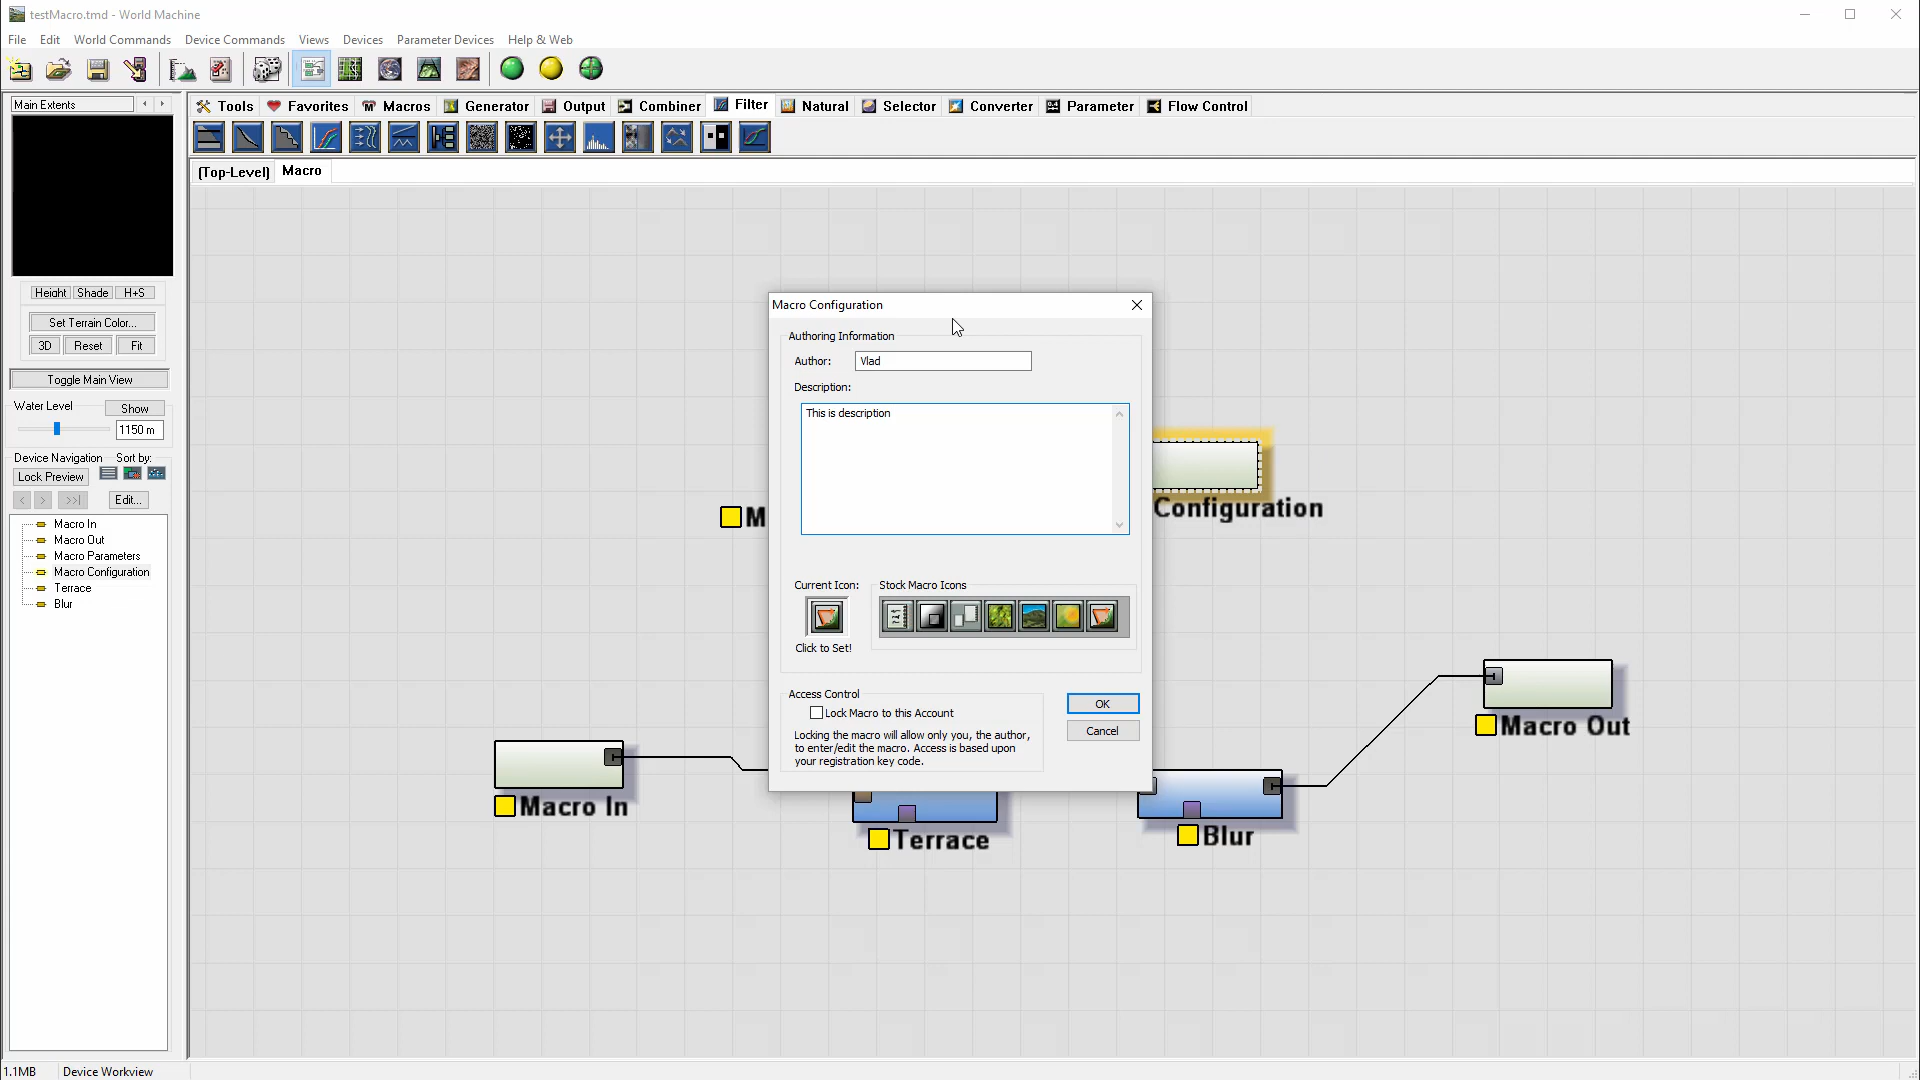 testMacro.tmd - World Machine
File Edit World Commands Device Commands Views Devices Parameter Devices Help & Web
Main Extents
Tools Favorites Macros Generator Output Combiner Filter Natural Selector Converter Parameter Flow Control
(Top-Level) Macro
Height Shade H+S
Set Terrain Color...
3D Reset Fit
Toggle Main View
Water Level Show
1150 m
Device Navigation Sort by:
Lock Preview
< > >>| Edit...
Macro In
Macro Out
Macro Parameters
Macro Configuration
Terrace
Blur
Macro Configuration
Authoring Information
Author: Vlad
Description:
This is description
Current Icon: Stock Macro Icons
Click to Set!
Access Control
Lock Macro to this Account
Locking the macro will allow only you, the author,
to enter/edit the macro. Access is based upon
your registration key code.
OK
Cancel
M
Configuration
Macro Out
Macro In
Terrace
Blur
1.1MB Device Workview